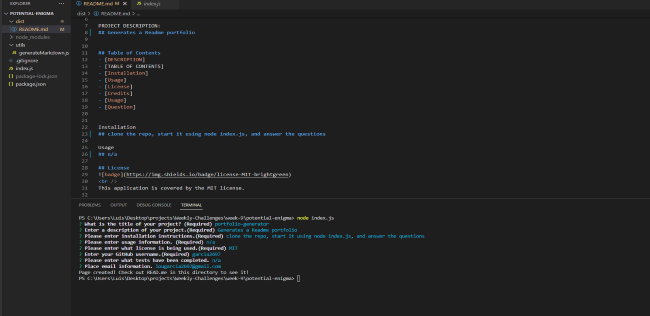 EXPLORER
README.md M
index.js
POTENTIAL-ENIGMA
dist > README.md > ...
dist
README.md M
node_modules
utils
generateMarkdown.js
.gitignore
index.js
package-lock.json
package.json
6
7 PROJECT DESCRIPTION:
8 ## Generates a Readme portfolio
9
10
11 ## Table of Contents
12 - [DESCRIPTION]
13 - [TABLE OF CONTENTS]
14 - [Installation]
15 - [Usage]
16 - [License]
17 - [Credits]
18 - [Usage]
19 - [Question]
20
21
22 Installation
23 ## clone the repo, start it using node index.js, and answer the questions
24
25 Usage
26 ## n/a
27
28 ## License
29 ![badge](https://img.shields.io/badge/license-MIT-brightgreen)
30 <br />
31 This application is covered by the MIT license.
32
PROBLEMS OUTPUT DEBUG CONSOLE TERMINAL
PS C:\Users\Luis\Desktop\projects\Weekly-Challenges\week-9\potential-enigma> node index.js
? What is the title of your project? (Required) portfolio-generator
? Enter a description of your project.(Required) Generates a Readme portfolio
? Please enter installation instructions.(Required) clone the repo, start it using node index.js, and answer the questions
? Please enter usage information. (Required) n/a
? Please enter what license is being used.(Required) MIT
? Enter your GitHub username.(Required) garcia2697
? Please enter what tests have been completed. n/a
? Place email information.
Page created! Check out README.me in this directory to see it!
PS C:\Users\Luis\Desktop\projects\Weekly-Challenges\week-9\potential-enigma>